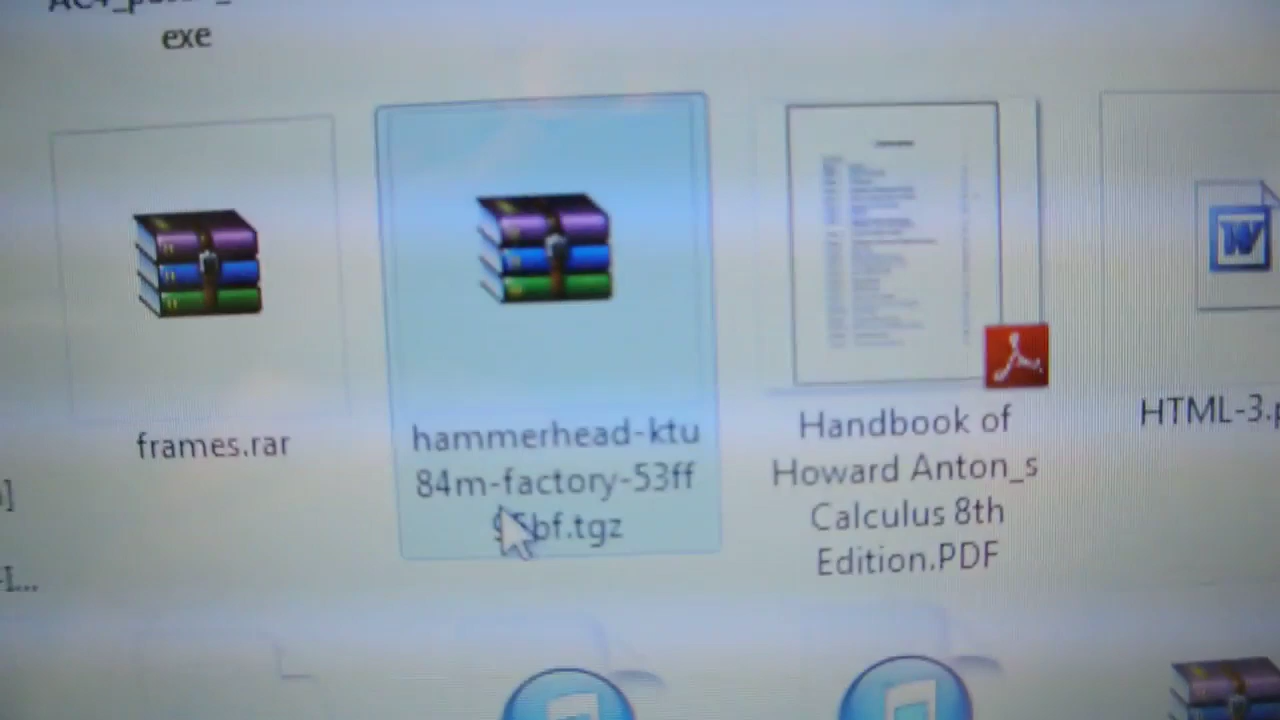 exe
frames.rar
hammerhead-ktu
84m-factory-53ff
bf.tgz
Handbook of
Howard Anton_s
Calculus 8th
Edition.PDF
HTML-3.
W